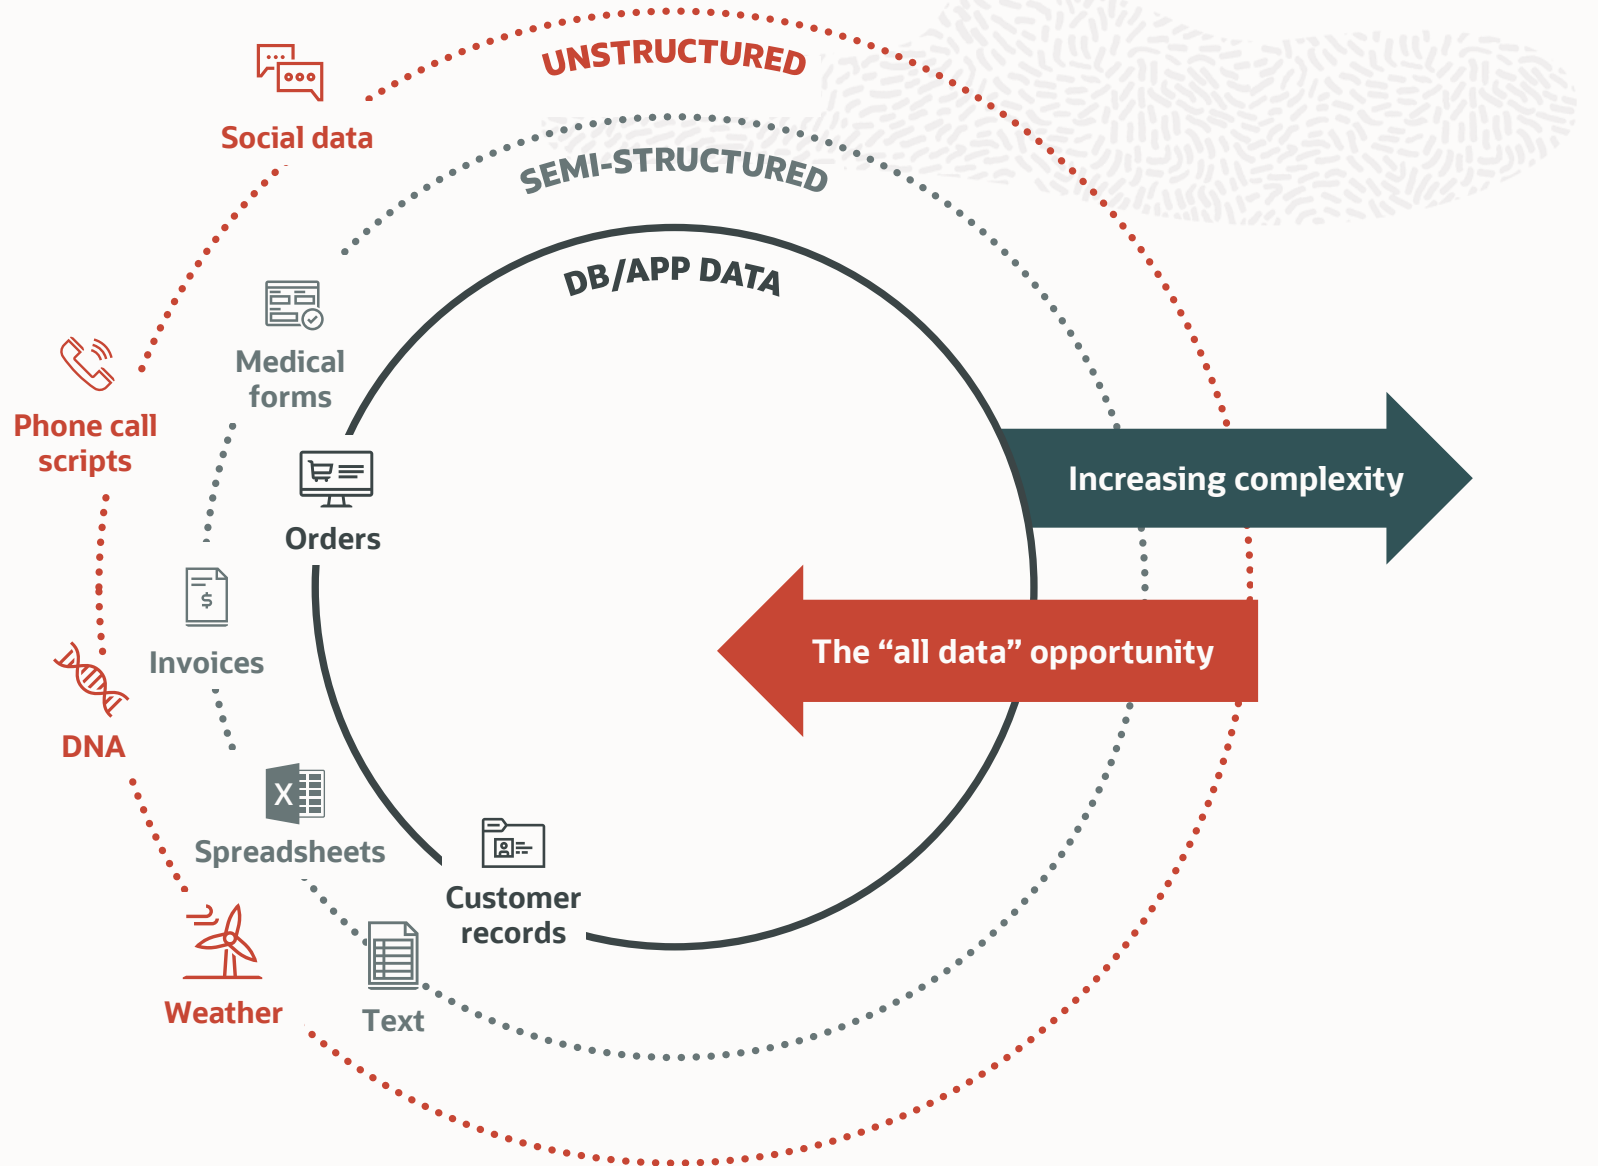 UNSTRUCTURED
Social data
SEMI-STRUCTURED
DB/APP DATA
Medical
forms
Phone call
scripts
Increasing complexity
Orders
$
Invoices
The “all data” opportunity
DNA
X
Spreadsheets
Customer
records
Weather
Text